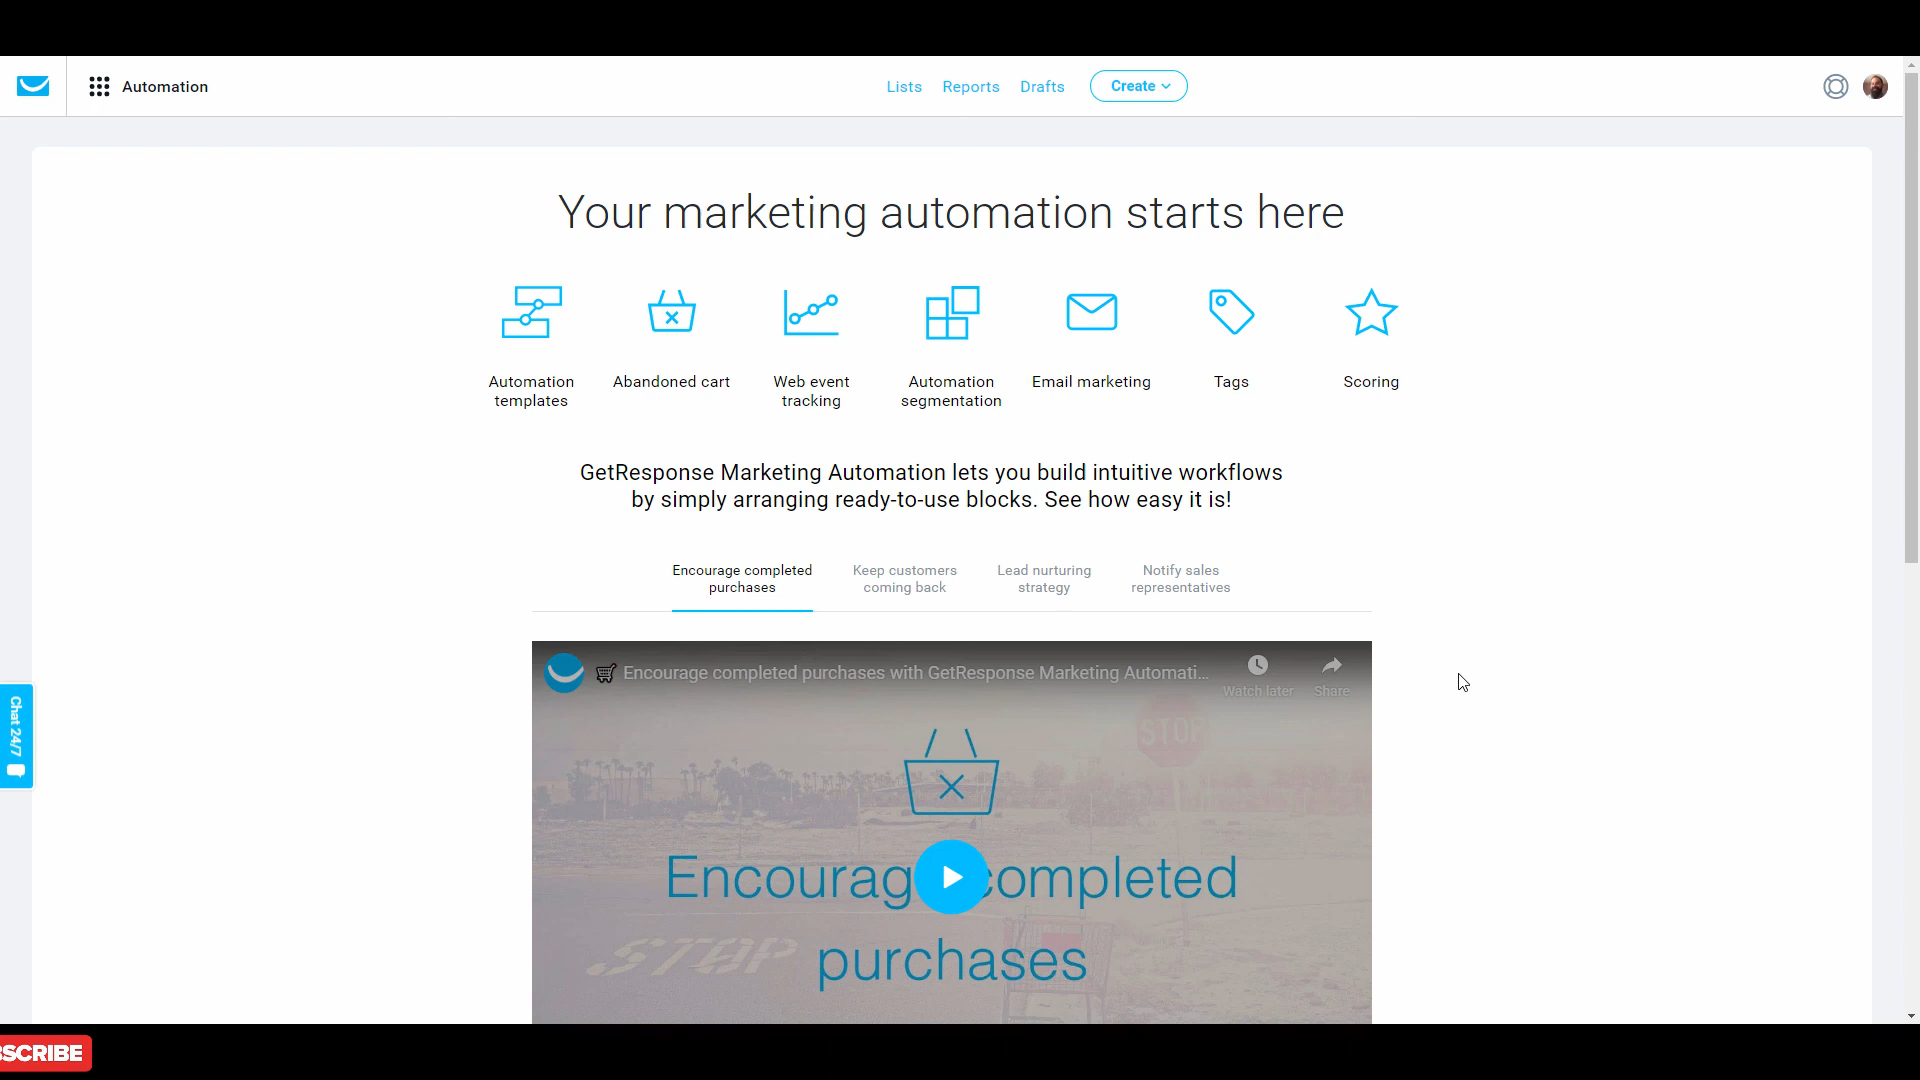 Automation
Lists Reports Drafts Create
Your marketing automation starts here
Automation
templates
Abandoned cart
Web event
tracking
Automation
segmentation
Email marketing
Tags
Scoring
GetResponse Marketing Automation lets you build intuitive workflows
by simply arranging ready-to-use blocks. See how easy it is!
Encourage completed
purchases
Keep customers
coming back
Lead nurturing
strategy
Notify sales
representatives
Encourage completed purchases with GetResponse Marketing Automati...
Watch later
Share
STOP
Encourag completed
purchases
STOP
Chat 24/7
SCRIBE